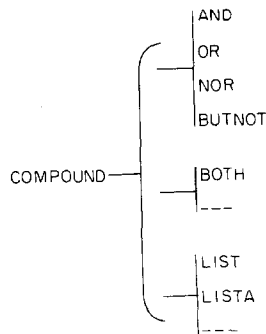 AND
OR
NOR
BUTNOT
COMPOUND
BOTH
---
LIST
LISTA
---